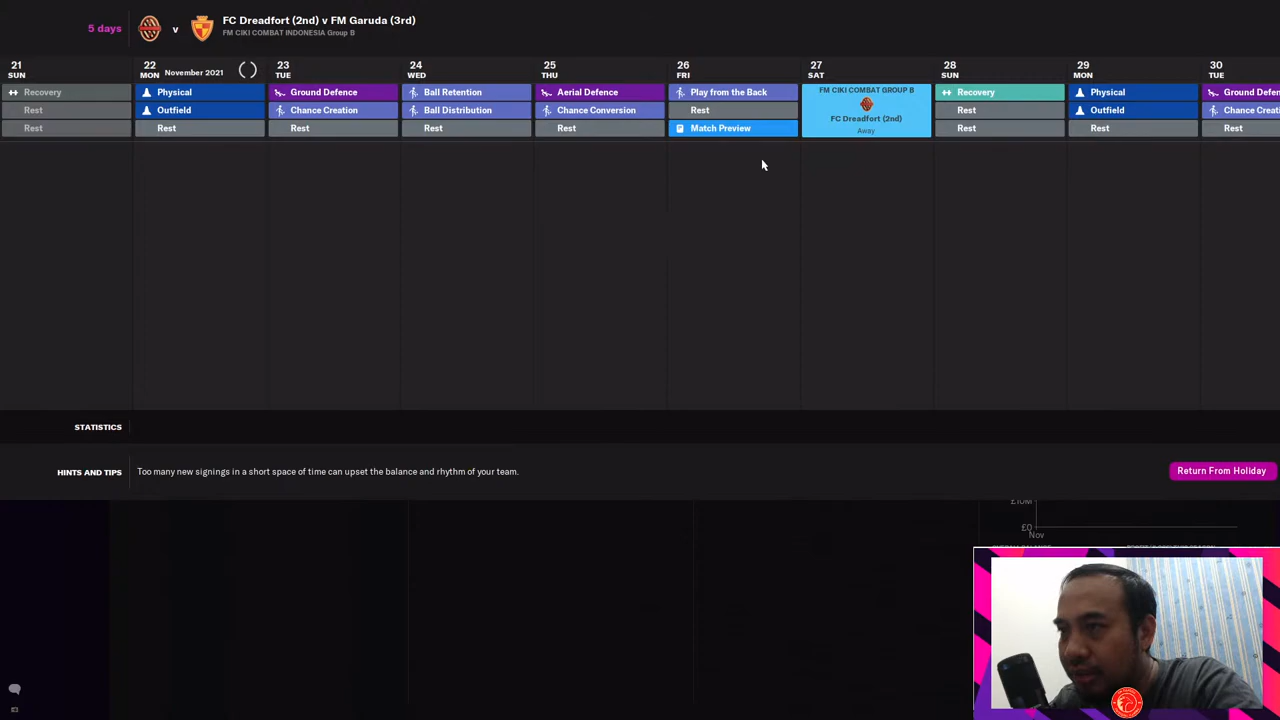 5 days
v
FC Dreadfort (2nd) v FM Garuda (3rd)
FM CIKI COMBAT INDONESIA Group B
21 SUN
22 MON November 2021
23 TUE
24 WED
25 THU
26 FRI
27 SAT
28 SUN
29 MON
30 TUE
Recovery
Physical
Ground Defence
Ball Retention
Aerial Defence
Play from the Back
FM CIKI COMBAT GROUP B
Recovery
Physical
Ground Defen
Rest
Outfield
Chance Creation
Ball Distribution
Chance Conversion
Rest
FC Dreadfort (2nd)
Rest
Outfield
Chance Creati
Rest
Rest
Rest
Rest
Rest
Match Preview
Away
Rest
Rest
Rest
STATISTICS
HINTS AND TIPS
Too many new signings in a short space of time can upset the balance and rhythm of your team.
Return From Holiday
£10M
£0
Nov